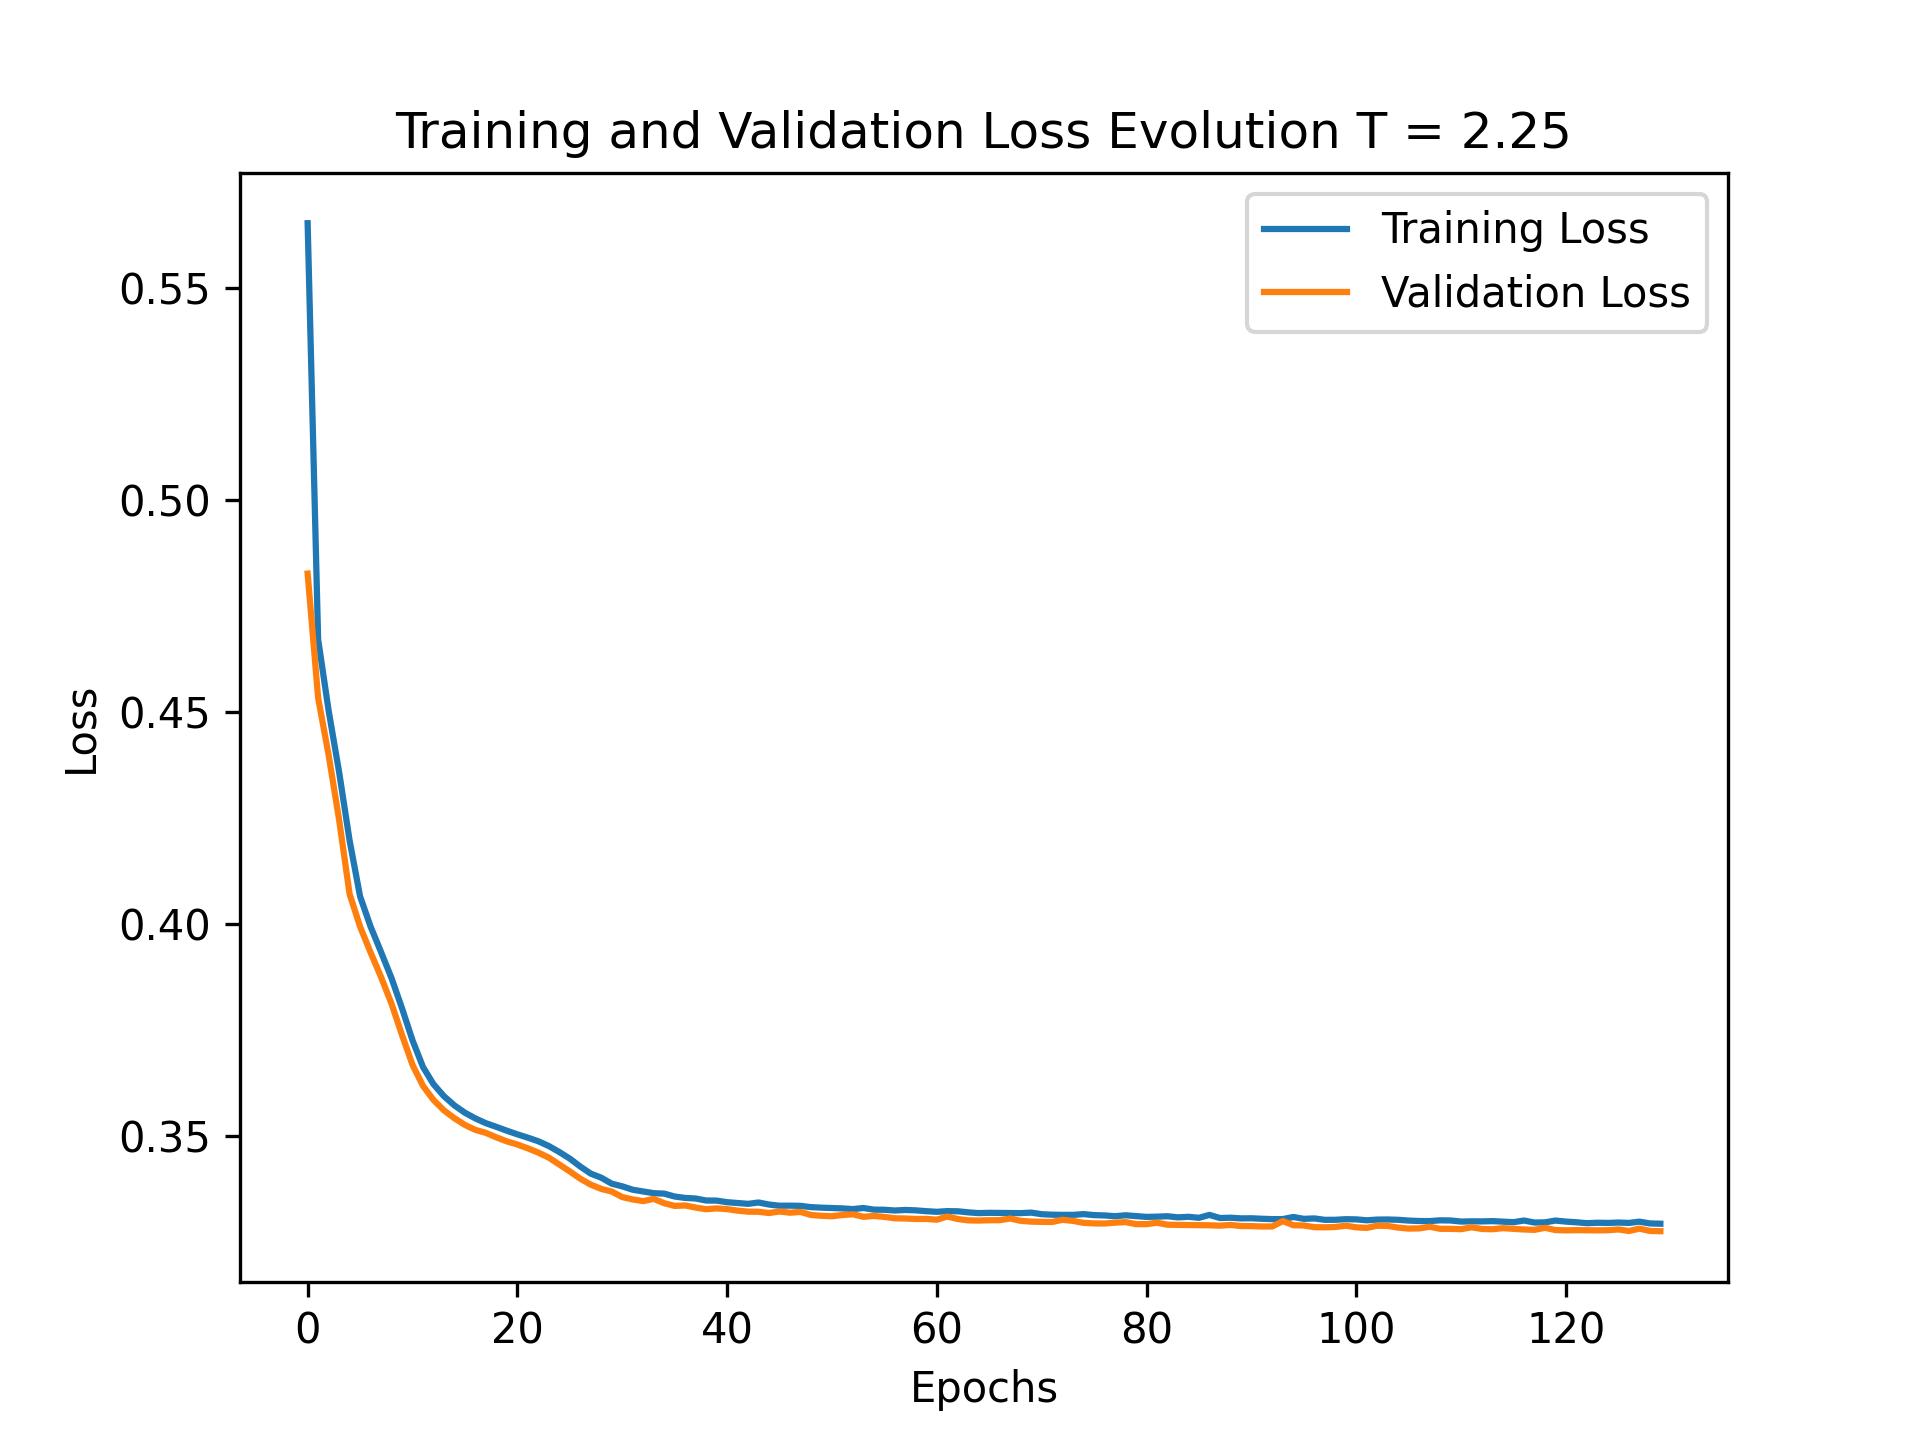 Training and Validation Loss Evolution T = 2.25
Training Loss
Validation Loss
0.55
0.50
0.45
0.40
0.35
Loss
0 20 40 60 80 100 120
Epochs